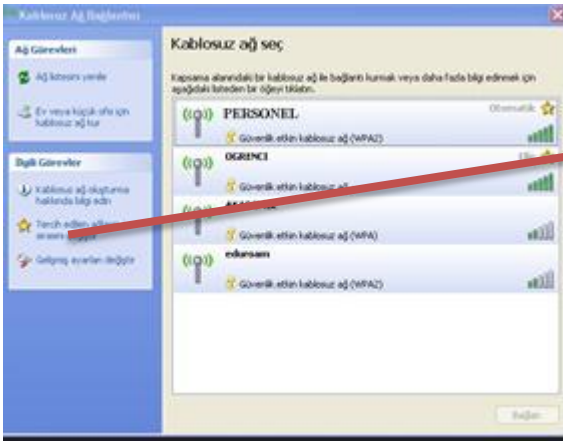 Kablosuz Ağ Bağlantısı
Ağ Görevleri
Ağ listesini yenile
Ev veya küçük ofis için
kablosuz ağ kur
İlgili Görevler
Kablosuz ağ oluşturma
hakkında bilgi edin
Tercih edilen
Gelişmiş ayarları değiştir
Kablosuz ağ seç
Kapsama alanındaki bir kablosuz ağ ile bağlantı kurmak veya daha fazla bilgi edinmek için
aşağıdaki listeden bir öğeyi tıklatın.
PERSONEL
Otomatik
Güvenlik etkin kablosuz ağ (WPA2)
OGRENCI
Güvenlik etkin kablosuz ağ
Güvenlik etkin kablosuz ağ (WPA)
eduroam
Güvenlik etkin kablosuz ağ (WPA2)
Bağlan